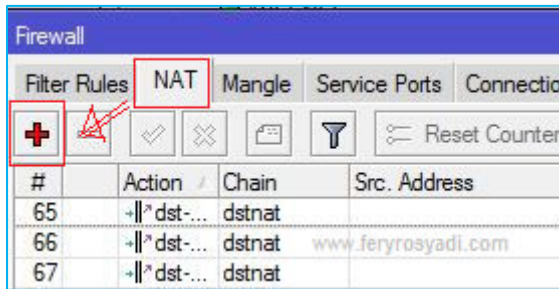 Firewall
Filter Rules NAT Mangle Service Ports Connectio
Reset Counter
# Action Chain Src. Address
65 dst-... dstnat
66 dst-... dstnat www.feryrosyadi.com
67 dst-... dstnat